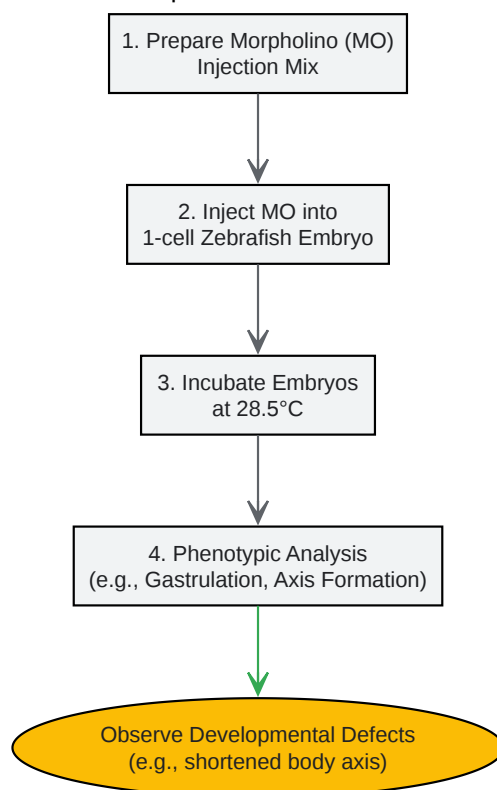 1. Prepare Morpholino (MO)
Injection Mix
2. Inject MO into
1-cell Zebrafish Embryo
3. Incubate Embryos
at 28.5°C
4. Phenotypic Analysis
(e.g., Gastrulation, Axis Formation)
Observe Developmental Defects
(e.g., shortened body axis)